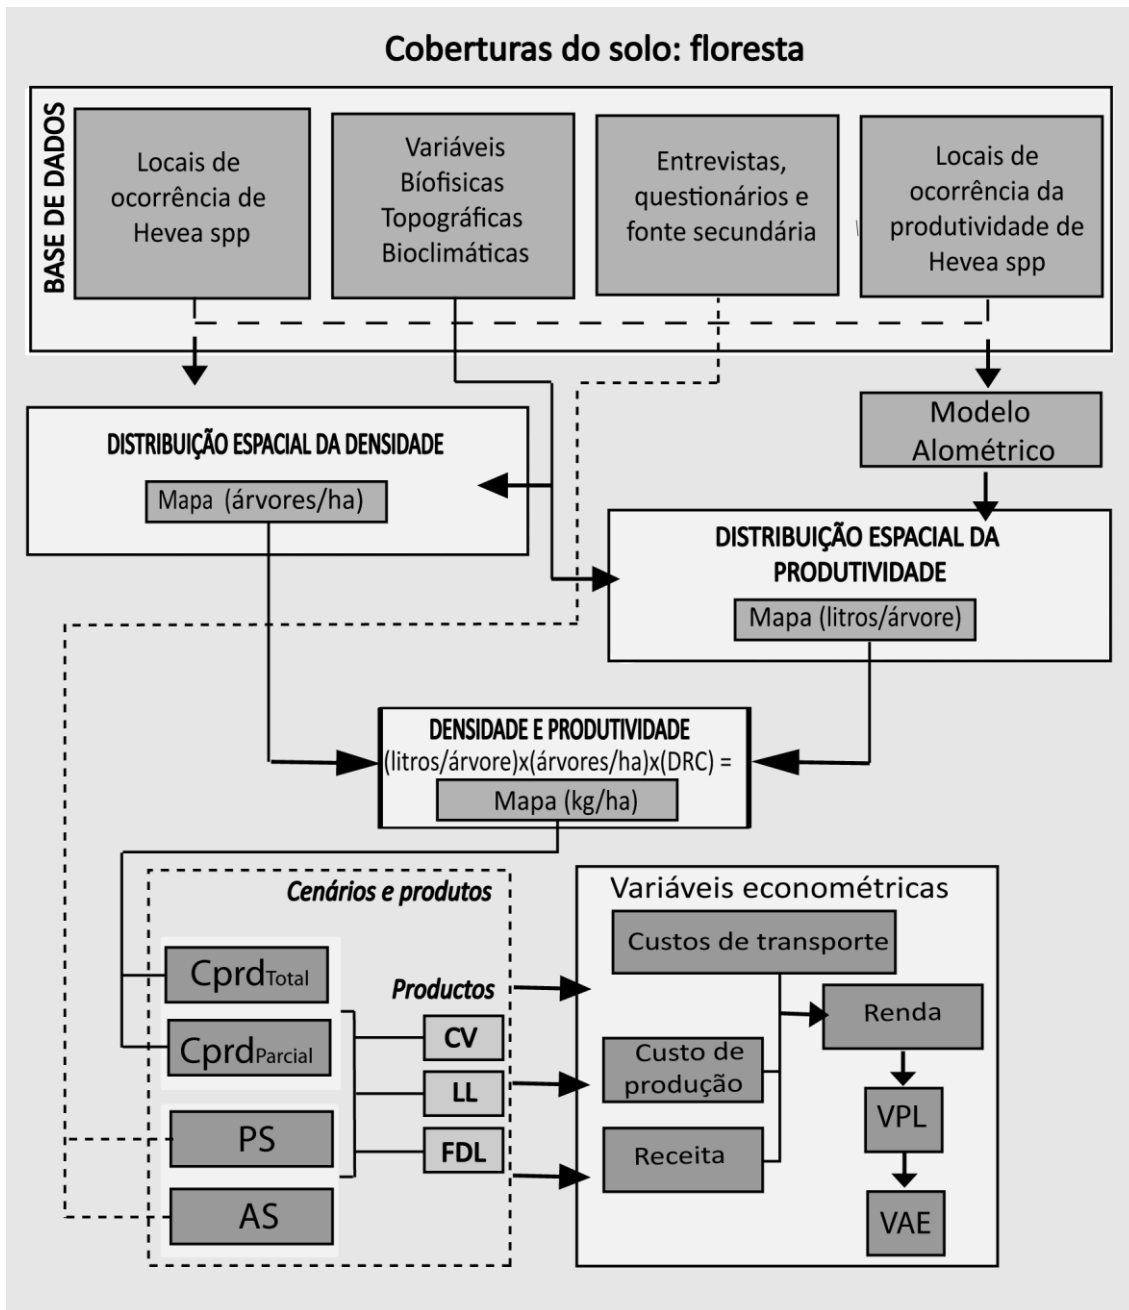 Coberturas do solo: floresta
BASE DE DADOS
Locais de
ocorrência de
Hevea spp
Variáveis
Bíofisicas
Topográficas
Bioclimáticas
Entrevistas,
questionários e
fonte secundária
Locais de
ocorrência da
produtividade de
Hevea spp
Modelo
Alométrico
DISTRIBUIÇÃO ESPACIAL DA DENSIDADE
Mapa (árvores/ha)
DISTRIBUIÇÃO ESPACIAL DA
PRODUTIVIDADE
Mapa (litros/árvore)
DENSIDADE E PRODUTIVIDADE
(litros/árvore)x(árvores/ha)x(DRC) =
Mapa (kg/ha)
Cenários e produtos
CprdTotal
CprdParcial
PS
AS
Productos
CV
LL
FDL
Variáveis econométricas
Custos de transporte
Custo de
produção
Receita
Renda
VPL
VAE